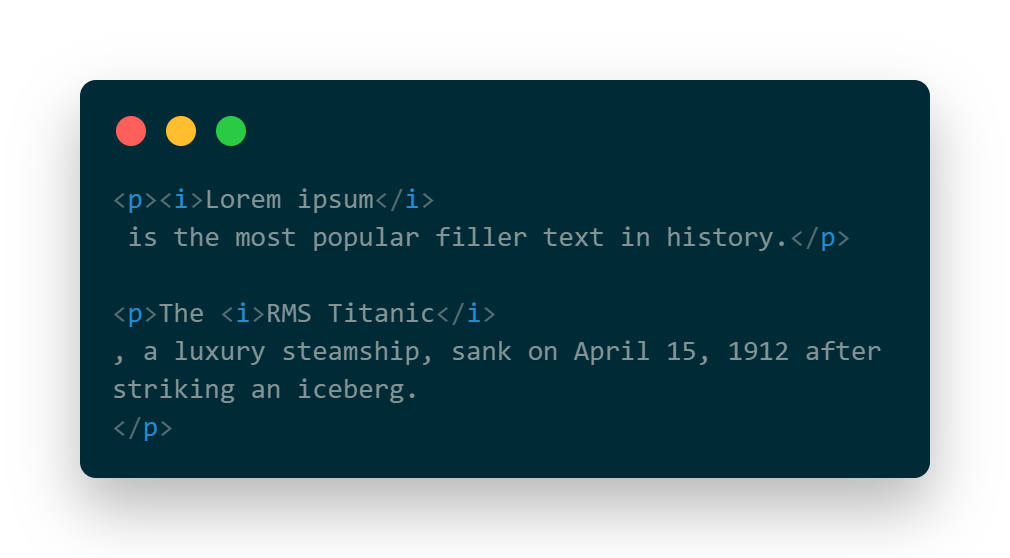 <p><i>Lorem ipsum</i>
 is the most popular filler text in history.</p>

<p>The <i>RMS Titanic</i>
, a luxury steamship, sank on April 15, 1912 after
striking an iceberg.
</p>